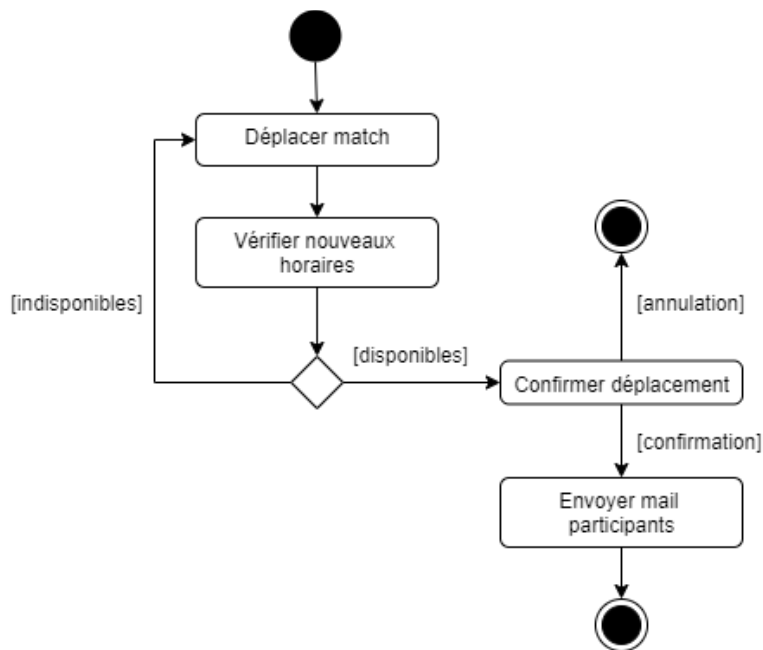 Déplacer match
Vérifier nouveaux
horaires
[indisponibles]
[disponibles]
[annulation]
Confirmer déplacement
[confirmation]
Envoyer mail
participants